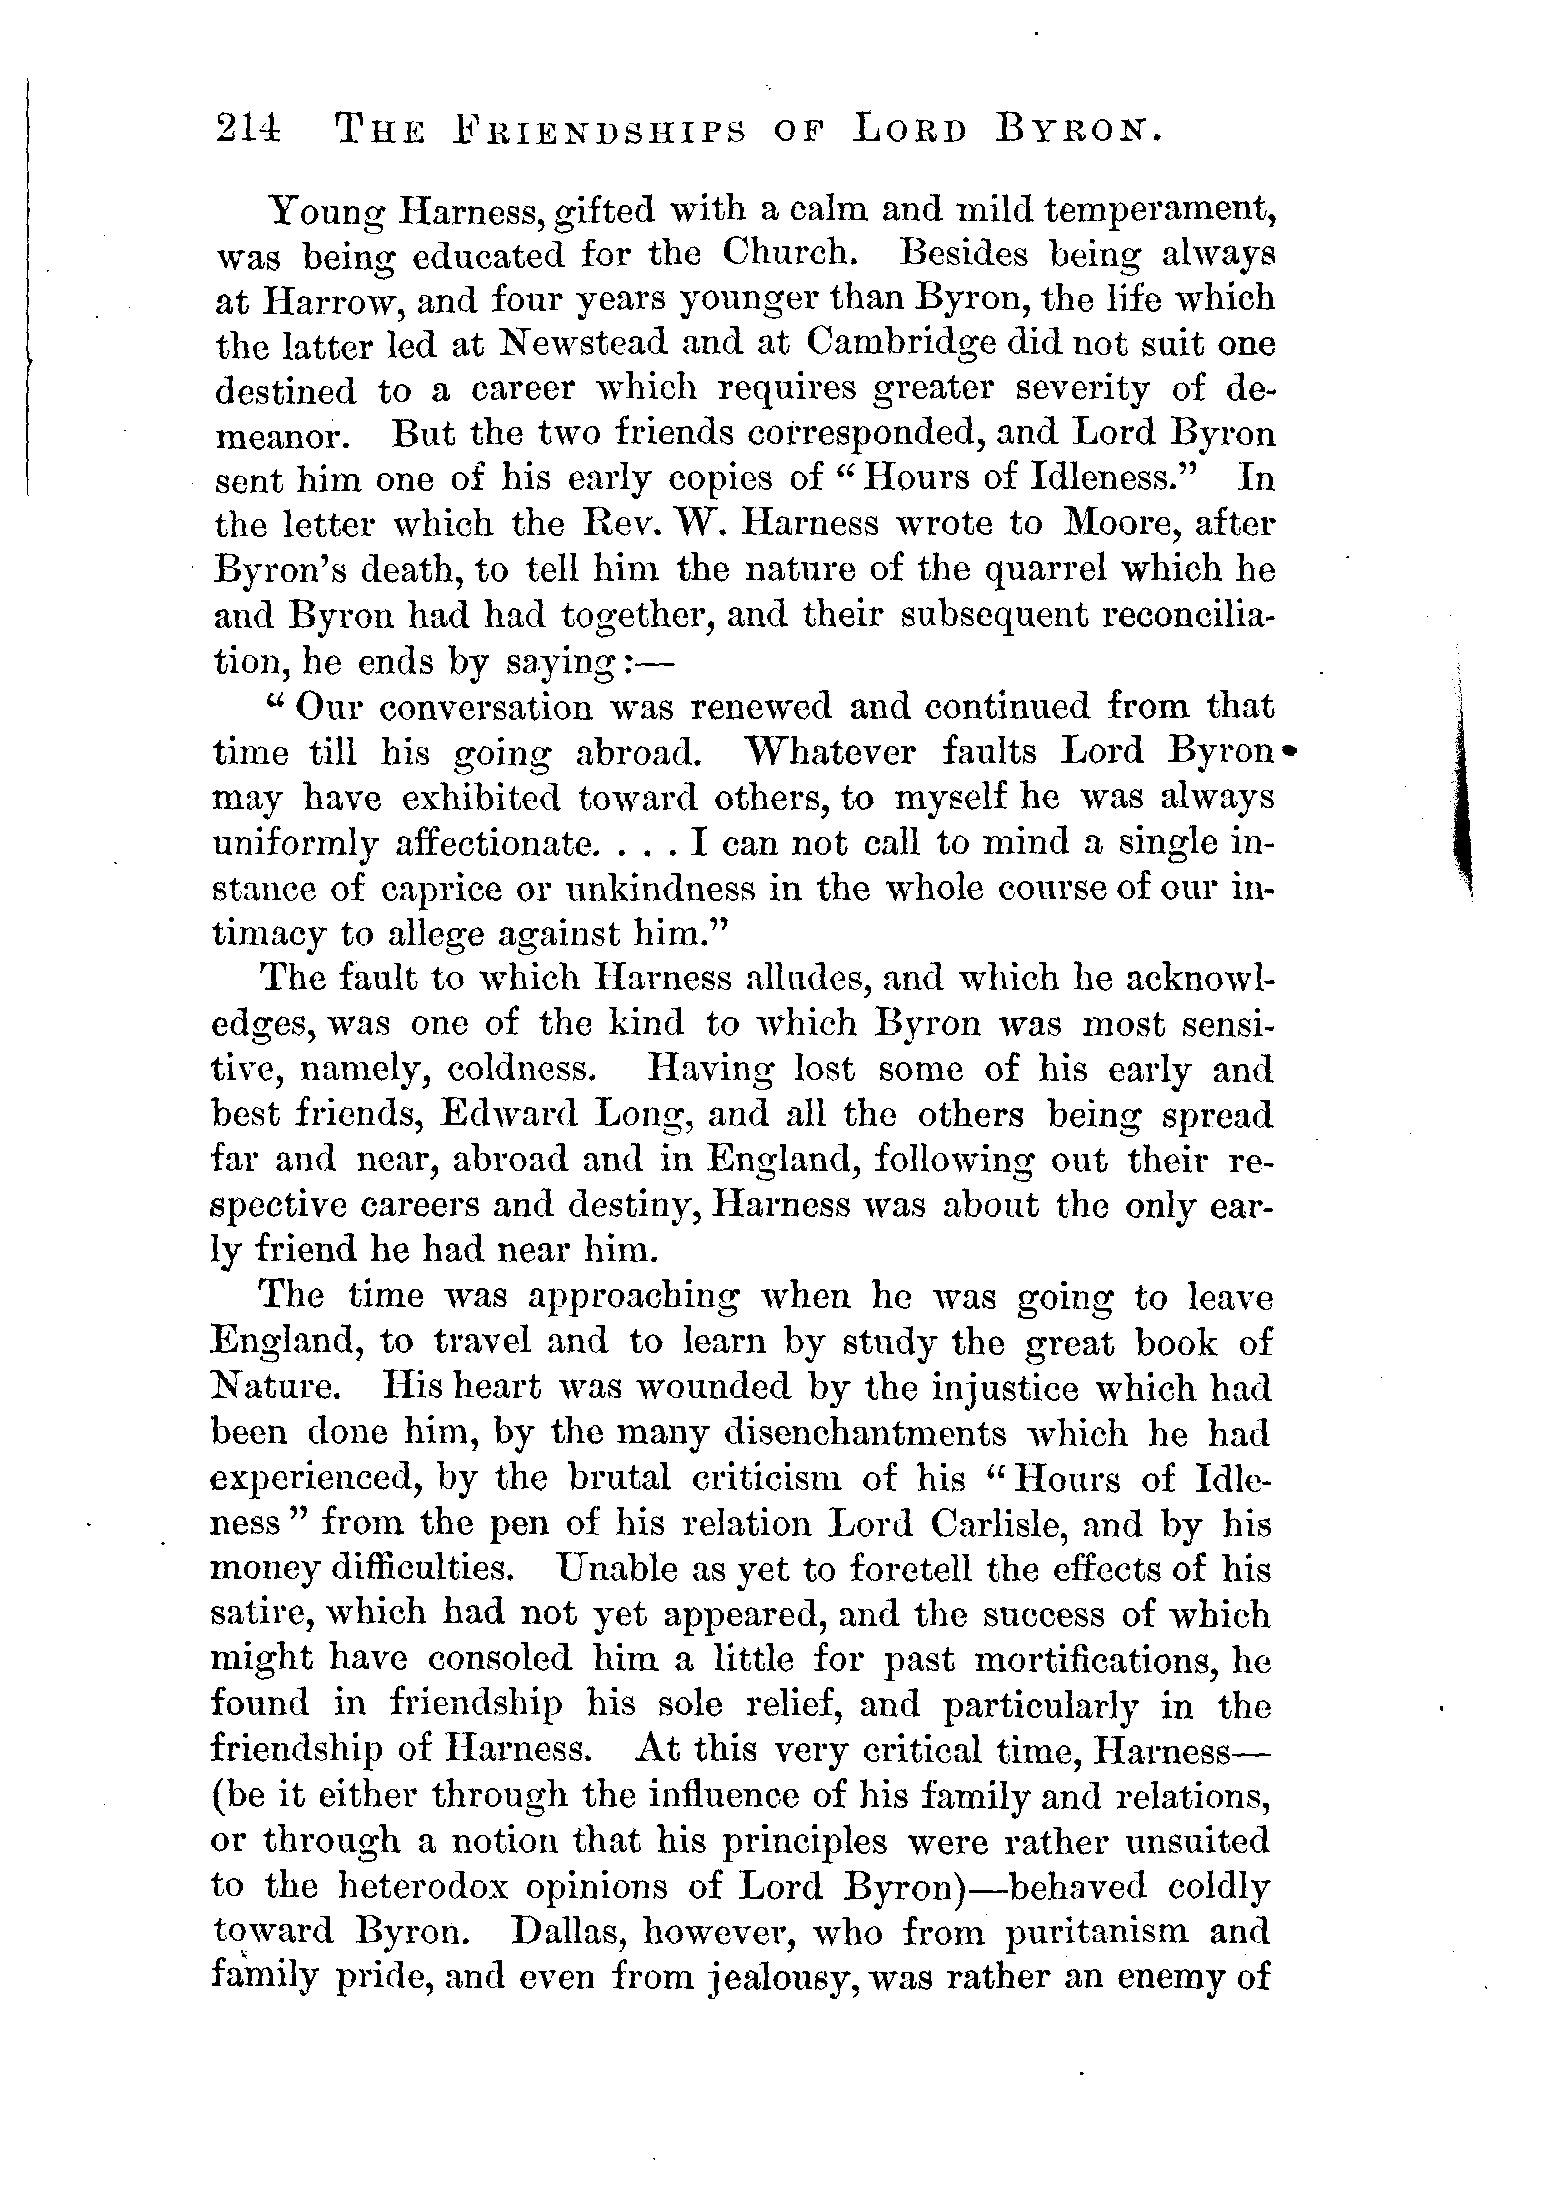 214 THE FRIENDSHIPS OF LORD BYRON.
Young Harness, gifted with a calm and mild temperament,
was being educated for the Church. Besides being always
at Harrow, and four years younger than Byron, the life which
the latter led at Newstead and at Cambridge did not suit one
destined to a career which requires greater severity of de-
meanor. But the two friends corresponded, and Lord Byron
sent him one of his early copies of “Hours of Idleness.” In
the letter which the Rev. W. Harness wrote to Moore, after
Byron’s death, to tell him the nature of the quarrel which he
and Byron had had together, and their subsequent reconcilia-
tion, he ends by saying:—
“Our conversation was renewed and continued from that
time till his going abroad. Whatever faults Lord Byron
may have exhibited toward others, to myself he was always
uniformly affectionate. . . . I can not call to mind a single in-
stance of caprice or unkindness in the whole course of our in-
timacy to allege against him.”
The fault to which Harness alludes, and which he acknowl-
edges, was one of the kind to which Byron was most sensi-
tive, namely, coldness. Having lost some of his early and
best friends, Edward Long, and all the others being spread
far and near, abroad and in England, following out their re-
spective careers and destiny, Harness was about the only ear-
ly friend he had near him.
The time was approaching when he was going to leave
England, to travel and to learn by study the great book of
Nature. His heart was wounded by the injustice which had
been done him, by the many disenchantments which he had
experienced, by the brutal criticism of his “Hours of Idle-
ness” from the pen of his relation Lord Carlisle, and by his
money difficulties. Unable as yet to foretell the effects of his
satire, which had not yet appeared, and the success of which
might have consoled him a little for past mortifications, he
found in friendship his sole relief, and particularly in the
friendship of Harness. At this very critical time, Harness—
(be it either through the influence of his family and relations,
or through a notion that his principles were rather unsuited
to the heterodox opinions of Lord Byron)—behaved coldly
toward Byron. Dallas, however, who from puritanism and
family pride, and even from jealousy, was rather an enemy of